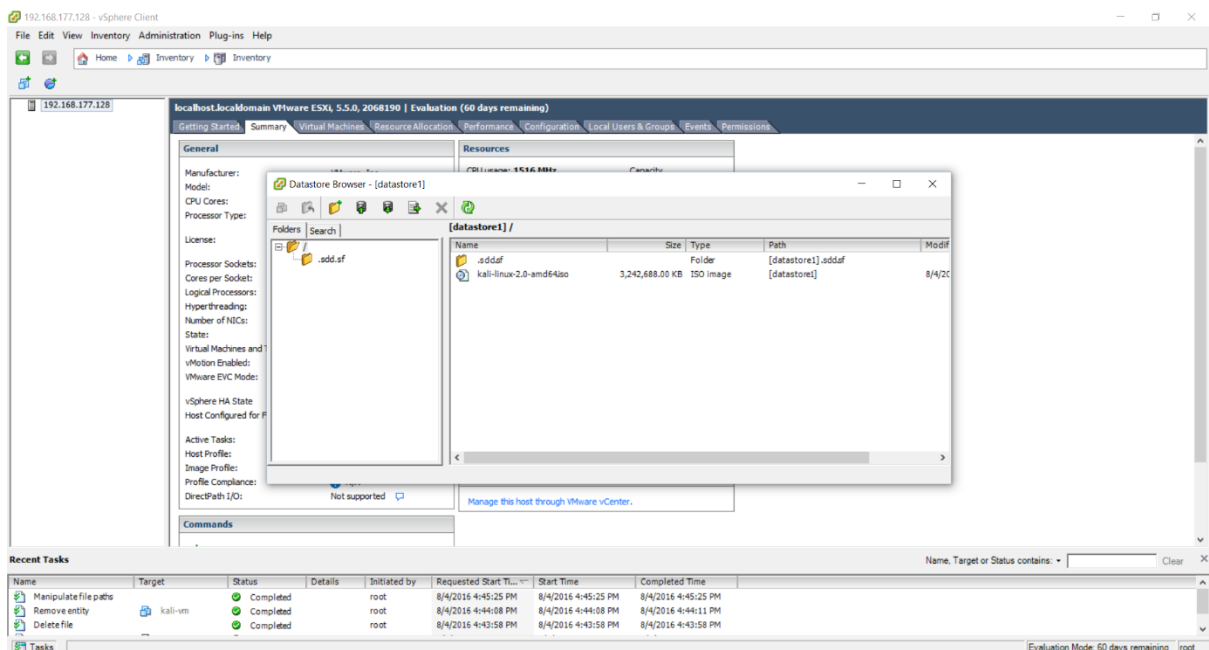 192.168.177.128 - vSphere Client
File Edit View Inventory Administration Plug-ins Help
Home Inventory Inventory
192.168.177.128
localhost.localdomain VMware ESXi, 5.5.0, 2068190 | Evaluation (60 days remaining)
Getting Started Summary Virtual Machines Resource Allocation Performance Configuration Local Users & Groups Events Permissions
General
Manufacturer:
Model:
CPU Cores:
Processor Type:
License:
Processor Sockets:
Cores per Socket:
Logical Processors:
Hyperthreading:
Number of NICs:
State:
Virtual Machines and
vMotion Enabled:
VMware EVC Mode:
vSphere HA State
Host Configured for
Active Tasks:
Host Profile:
Image Profile:
Profile Compliance:
DirectPath I/O: Not supported
Commands
Resources
CPU usage: 1516 MHz Capacity
Manage this host through VMware vCenter.
Datastore Browser - [datastore1]
Folders Search
/
.sdd.sf
[datastore1] /
Name Size Type Path Modif
.sdd.sf Folder [datastore1].sdd.sf
kali-linux-2.0-amd64.iso 3,242,688.00 KB ISO image [datastore1] 8/4/20
Recent Tasks
Name, Target or Status contains: Clear
Name Target Status Details Initiated by Requested Start Ti... Start Time Completed Time
Manipulate file paths Completed root 8/4/2016 4:45:25 PM 8/4/2016 4:45:25 PM 8/4/2016 4:45:25 PM
Remove entity kali-vm Completed root 8/4/2016 4:44:08 PM 8/4/2016 4:44:08 PM 8/4/2016 4:44:11 PM
Delete file Completed root 8/4/2016 4:43:58 PM 8/4/2016 4:43:58 PM 8/4/2016 4:43:58 PM
Tasks Evaluation Mode: 60 days remaining root